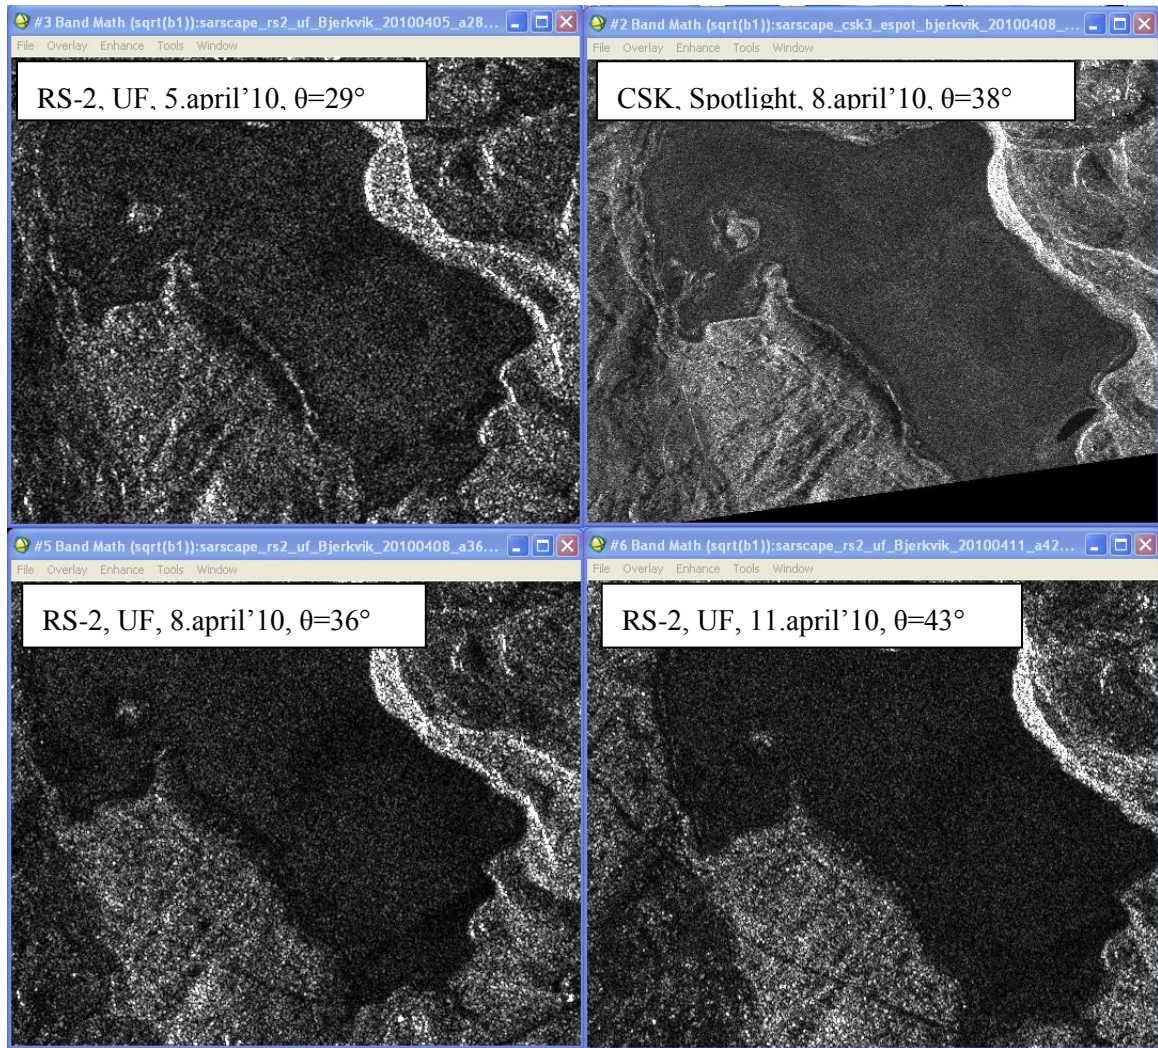 #3 Band Math (sqrt(b1)):sarscape_rs2_uf_Bjerkvik_20100405_a28...
File Overlay Enhance Tools Window
RS-2, UF, 5.april'10, θ=29°
#2 Band Math (sqrt(b1)):sarscape_csk3_espot_bjerkvik_20100408_...
File Overlay Enhance Tools Window
CSK, Spotlight, 8.april'10, θ=38°
#5 Band Math (sqrt(b1)):sarscape_rs2_uf_Bjerkvik_20100408_a36...
File Overlay Enhance Tools Window
RS-2, UF, 8.april'10, θ=36°
#6 Band Math (sqrt(b1)):sarscape_rs2_uf_Bjerkvik_20100411_a42...
File Overlay Enhance Tools Window
RS-2, UF, 11.april'10, θ=43°